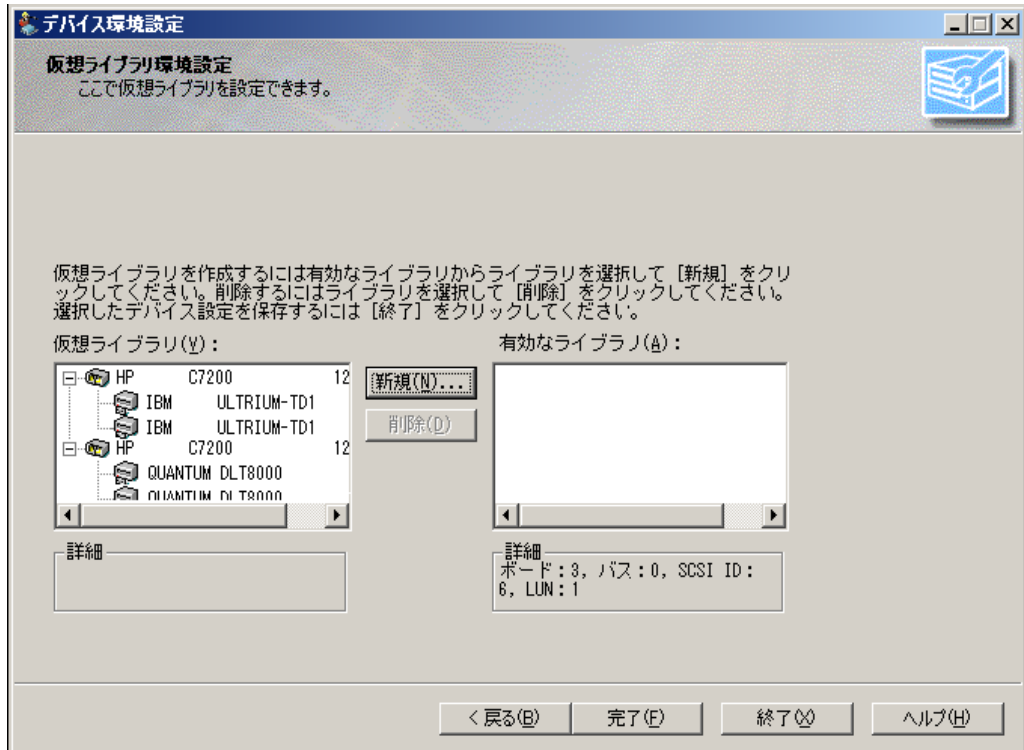 デバイス環境設定
仮想ライブラリ環境設定
ここで仮想ライブラリを設定できます。
仮想ライブラリを作成するには有効なライブラリからライブラリを選択して［新規］をクリ
ックしてください。削除するにはライブラリを選択して［削除］をクリックしてください。
選択したデバイス設定を保存するには［終了］をクリックしてください。
仮想ライブラリ(V)：
有効なライブラリ(A)：
HP C7200 12
IBM ULTRIUM-TD1
IBM ULTRIUM-TD1
HP C7200 12
QUANTUM DLT8000
QUANTUM DLT8000
新規(N)...
削除(D)
詳細
詳細
ボード：3, バス：0, SCSI ID：
6, LUN：1
< 戻る(B)
完了(F)
終了(X)
ヘルプ(H)